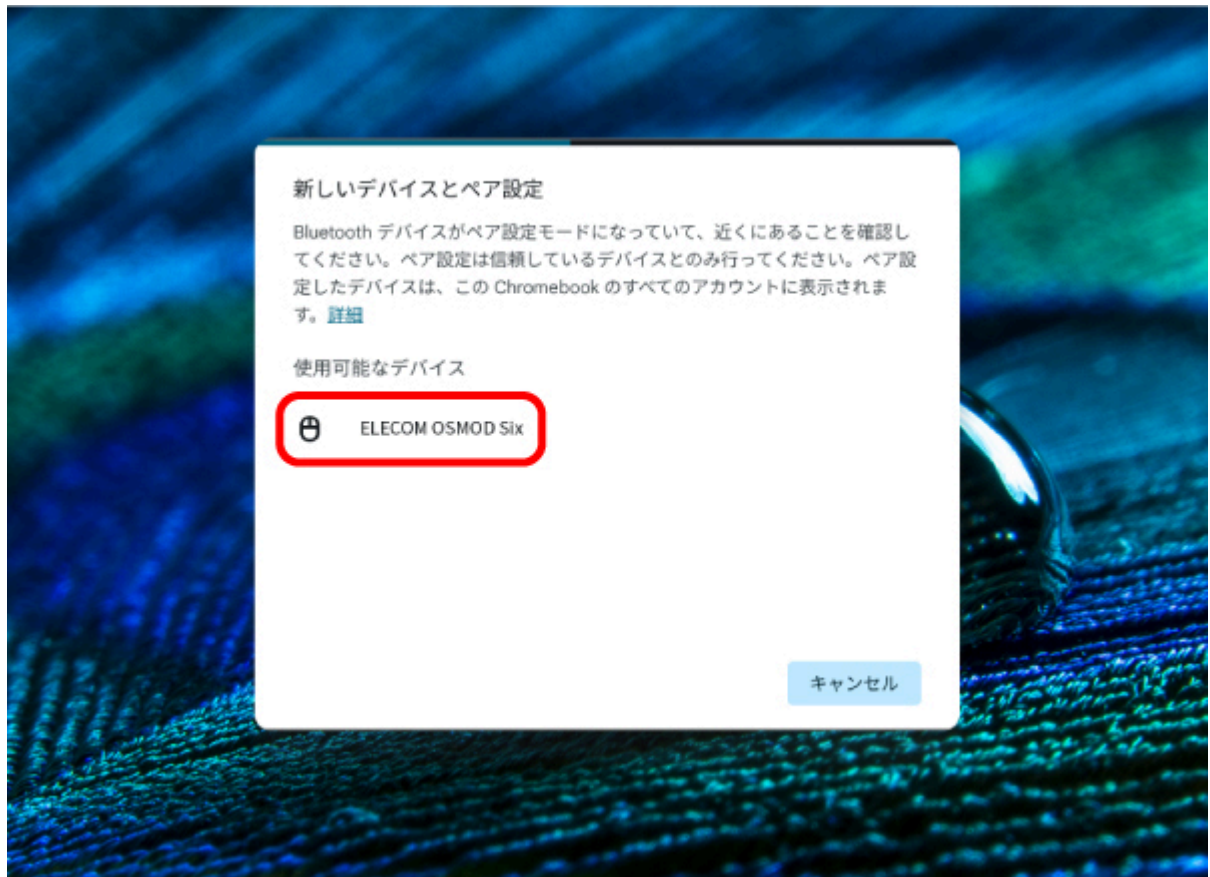 新しいデバイスとペア設定
Bluetooth デバイスがペア設定モードになっていて、近くにあることを確認し
てください。ペア設定は信頼しているデバイスとのみ行ってください。ペア設
定したデバイスは、この Chromebook のすべてのアカウントに表示されま
す。詳細
使用可能なデバイス
ELECOM OSMOD Six
キャンセル